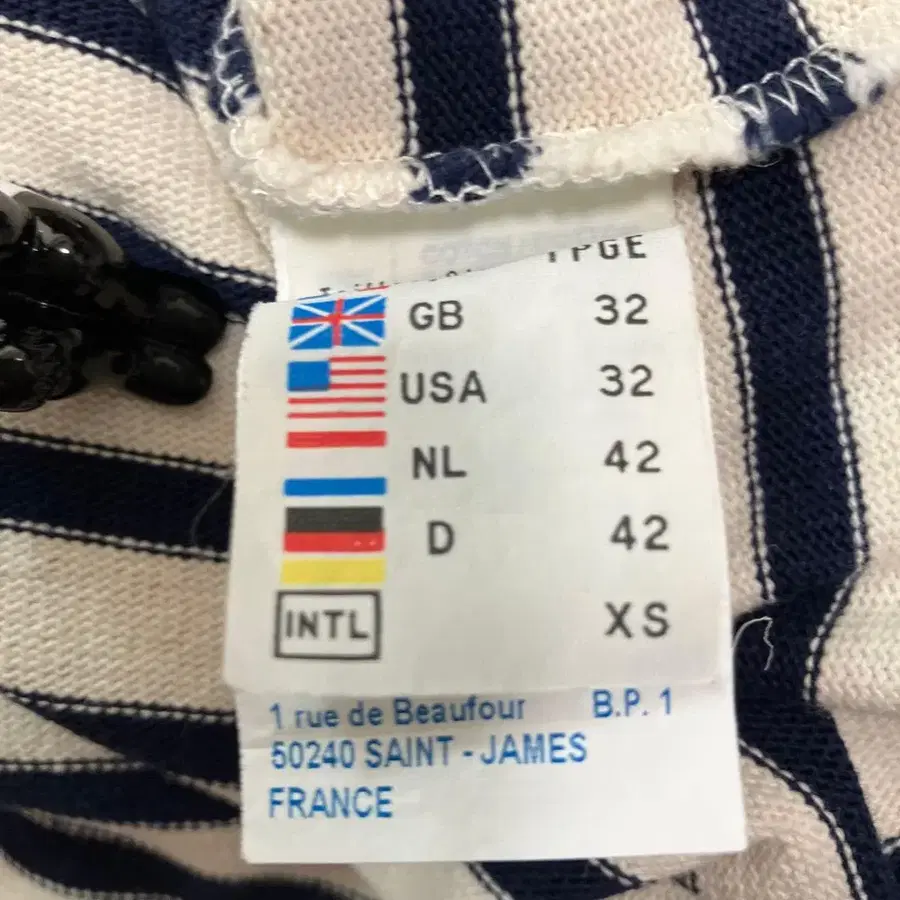 GB 32
USA 32
NL 42
D 42
INTL XS
1 rue de Beaufour B.P. 1
50240 SAINT - JAMES
FRANCE